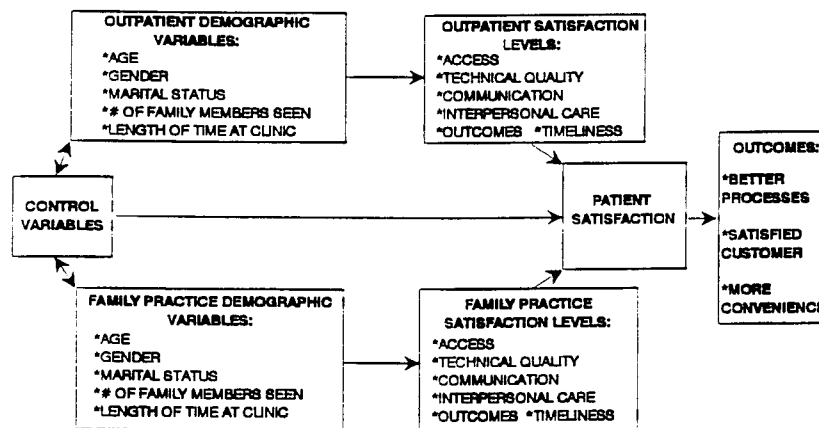 OUTPATIENT DEMOGRAPHIC
VARIABLES:
*AGE
*GENDER
*MARITAL STATUS
*# OF FAMILY MEMBERS SEEN
*LENGTH OF TIME AT CLINIC
OUTPATIENT SATISFACTION
LEVELS:
*ACCESS
*TECHNICAL QUALITY
*COMMUNICATION
*INTERPERSONAL CARE
*OUTCOMES *TIMELINESS
CONTROL
VARIABLES
PATIENT
SATISFACTION
OUTCOMES:
*BETTER
PROCESSES
*SATISFIED
CUSTOMER
*MORE
CONVENIENCE
FAMILY PRACTICE DEMOGRAPHIC
VARIABLES:
*AGE
*GENDER
*MARITAL STATUS
*# OF FAMILY MEMBERS SEEN
*LENGTH OF TIME AT CLINIC
FAMILY PRACTICE
SATISFACTION LEVELS:
*ACCESS
*TECHNICAL QUALITY
*COMMUNICATION
*INTERPERSONAL CARE
*OUTCOMES *TIMELINESS